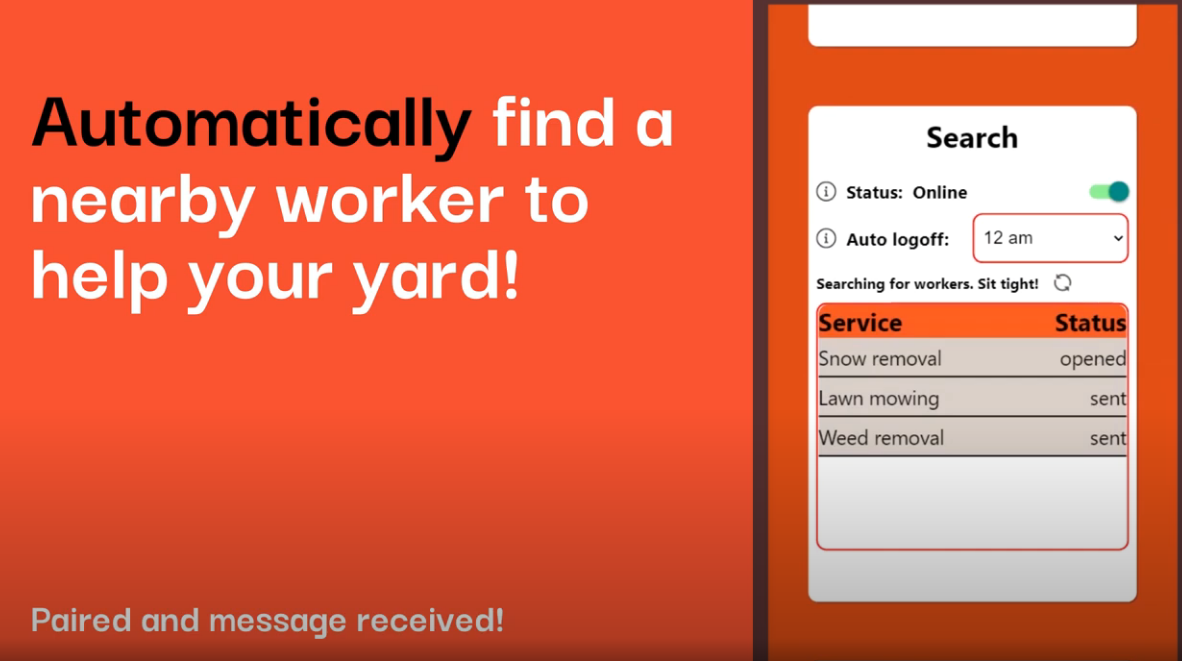 Automatically find a
nearby worker to
help your yard!
Paired and message received!
Search
Status: Online
Auto logoff: 12 am
Searching for workers. Sit tight!
Service Status
Snow removal opened
Lawn mowing sent
Weed removal sent